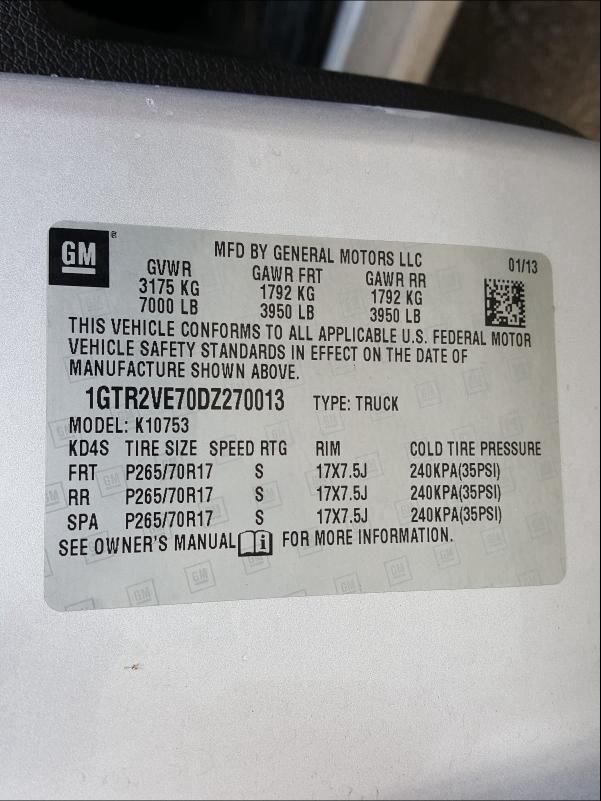 GM ®
MFD BY GENERAL MOTORS LLC 01/13
GVWR GAWR FRT GAWR RR
3175 KG 1792 KG 1792 KG
7000 LB 3950 LB 3950 LB
THIS VEHICLE CONFORMS TO ALL APPLICABLE U.S. FEDERAL MOTOR
VEHICLE SAFETY STANDARDS IN EFFECT ON THE DATE OF
MANUFACTURE SHOWN ABOVE.
1GTR2VE70DZ270013 TYPE: TRUCK
MODEL: K10753
KD4S TIRE SIZE SPEED RTG RIM COLD TIRE PRESSURE
FRT P265/70R17 S 17X7.5J 240KPA(35PSI)
RR P265/70R17 S 17X7.5J 240KPA(35PSI)
SPA P265/70R17 S 17X7.5J 240KPA(35PSI)
SEE OWNER'S MANUAL i FOR MORE INFORMATION.